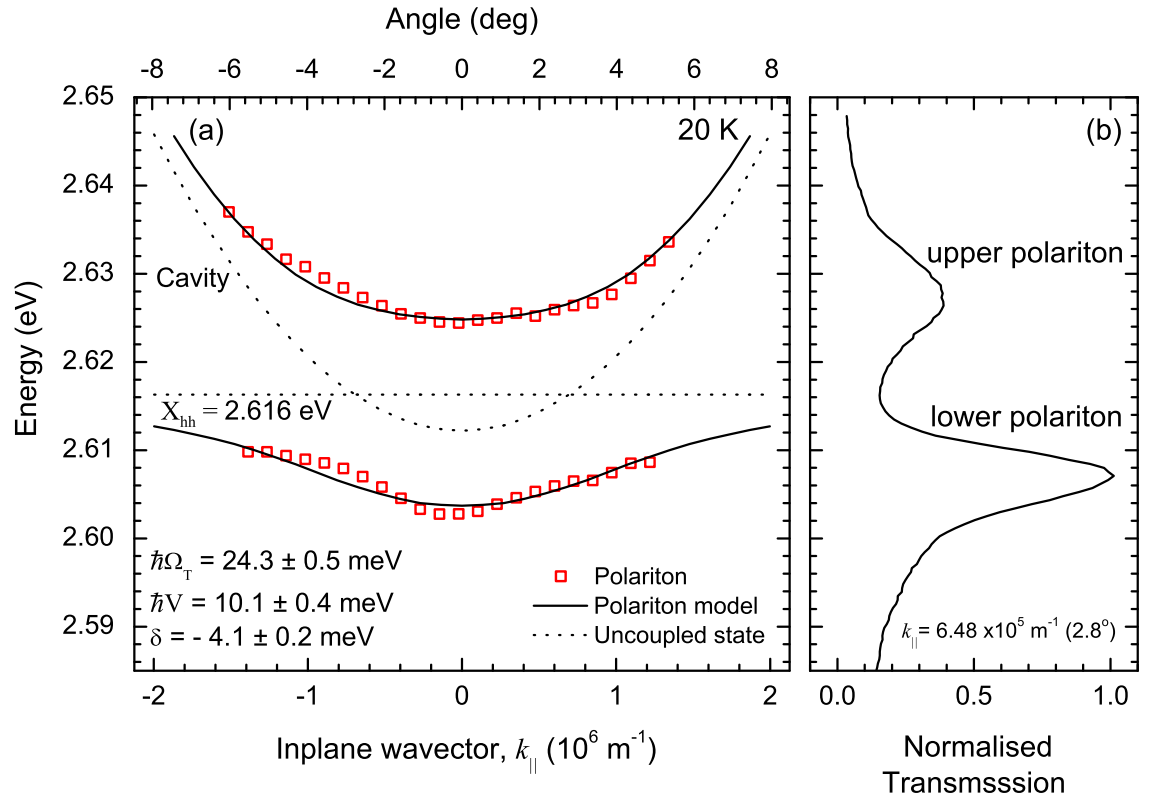 Angle (deg)
-8 -6 -4 -2 0 2 4 6 8
2.65
2.64
2.63
2.62
2.61
2.60
2.59
Energy (eV)
(a)
20 K
Cavity
X_hh = 2.616 eV
ℏΩ_T = 24.3 ± 0.5 meV
ℏV = 10.1 ± 0.4 meV
δ = - 4.1 ± 0.2 meV
Polariton
Polariton model
Uncoupled state
-2 -1 0 1 2
Inplane wavector, k_|| (10⁶ m⁻¹)
(b)
upper polariton
lower polariton
k_||= 6.48 x10⁵ m⁻¹ (2.8°)
0.0 0.5 1.0
Normalised
Transmsssion